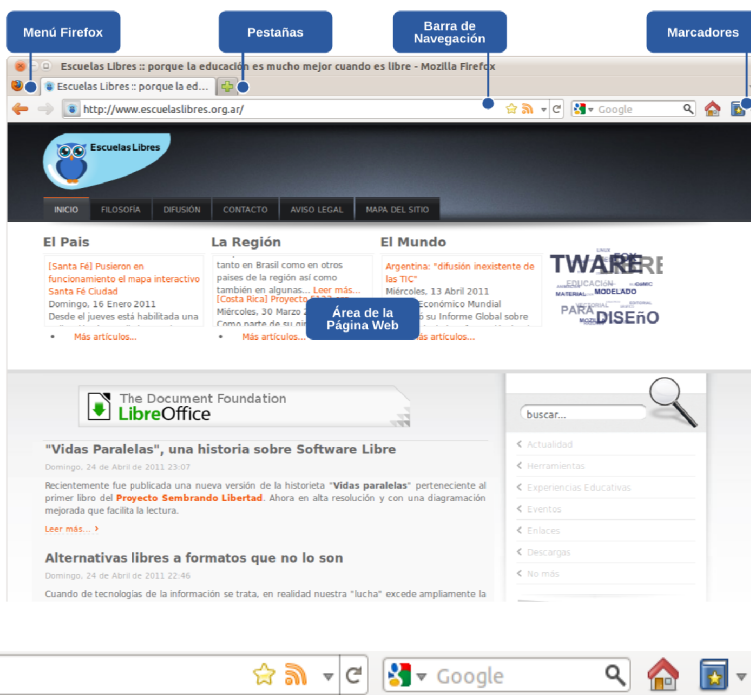 Menú Firefox
Pestañas
Barra de
Navegación
Marcadores
Escuelas Libres :: porque la educación es mucho mejor cuando es libre - Mozilla Firefox
Escuelas Libres :: porque la ed...
http://www.escuelaslibres.org.ar/
Google
EscuelasLibres
INICIO FILOSOFÍA DIFUSIÓN CONTACTO AVISO LEGAL MAPA DEL SITIO
El Pais
[Santa Fé] Pusieron en
funcionamiento el mapa interactivo
Santa Fé Ciudad
Domingo, 16 Enero 2011
Desde el jueves está habilitada una
Más artículos...
La Región
tanto en Brasil como en otros
paises de la región así como
también en algunas... Leer más...
[Costa Rica] Proyecto
Miércoles, 30 Marzo
Como parte de su
Más artículos...
El Mundo
Argentina: "difusión inexistente de
las TIC"
Miércoles, 13 Abril 2011
Económico Mundial
ó su Informe Global sobre
ás artículos...
Área de la
Página Web
TWARE
EDUCACIÓN
MATERIAL
MODELADO
PARA
DISEñO
The Document Foundation
LibreOffice
"Vidas Paralelas", una historia sobre Software Libre
Domingo, 24 de Abril de 2011 23:07
Recientemente fue publicada una nueva versión de la historieta "Vidas paralelas" perteneciente al
primer libro del Proyecto Sembrando Libertad. Ahora en alta resolución y con una diagramación
mejorada que facilita la lectura.
Leer más...
Alternativas libres a formatos que no lo son
Domingo, 24 de Abril de 2011 22:46
Cuando de tecnologías de la información se trata, en realidad nuestra "lucha" excede ampliamente la
buscar...
Actualidad
Herramientas
Experiencias Educativas
Eventos
Enlaces
Descargas
No más
Google